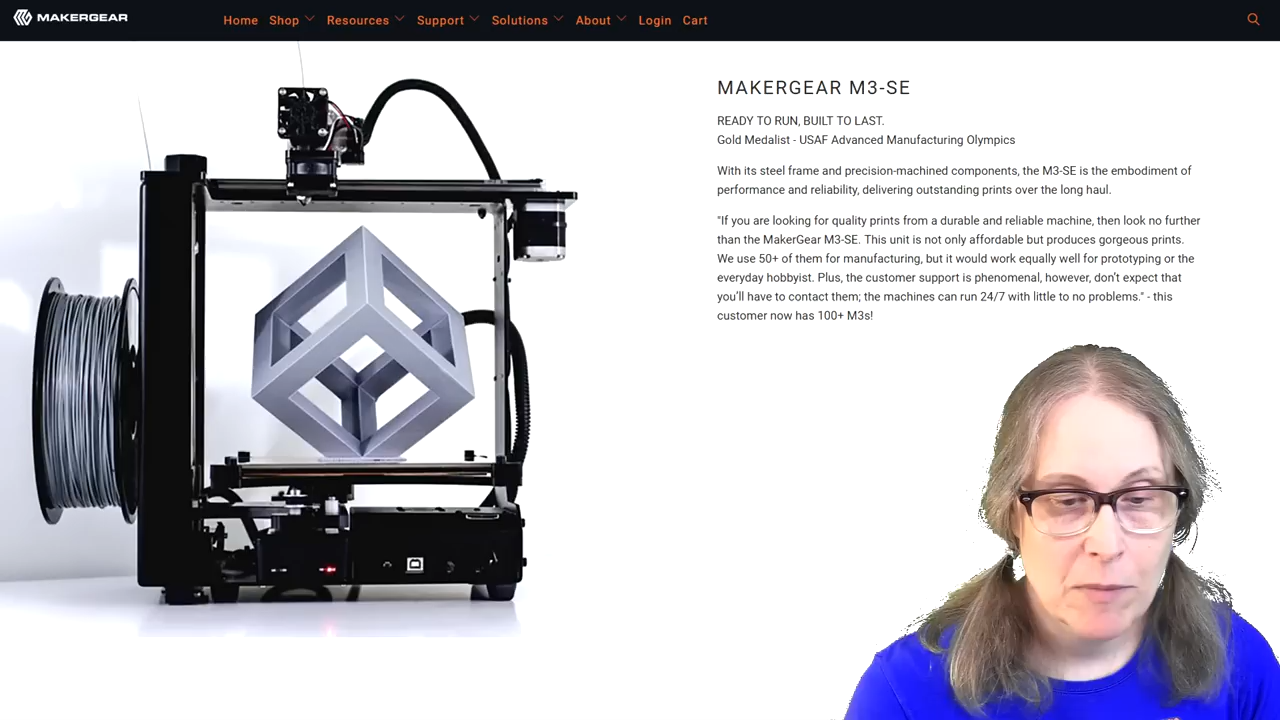 MAKERGEAR
Home Shop Resources Support Solutions About Login Cart
MAKERGEAR M3-SE
READY TO RUN, BUILT TO LAST.
Gold Medalist - USAF Advanced Manufacturing Olympics
With its steel frame and precision-machined components, the M3-SE is the embodiment of
performance and reliability, delivering outstanding prints over the long haul.
"If you are looking for quality prints from a durable and reliable machine, then look no further
than the MakerGear M3-SE. This unit is not only affordable but produces gorgeous prints.
We use 50+ of them for manufacturing, but it would work equally well for prototyping or the
everyday hobbyist. Plus, the customer support is phenomenal, however, don’t expect that
you’ll have to contact them; the machines can run 24/7 with little to no problems." - this
customer now has 100+ M3s!